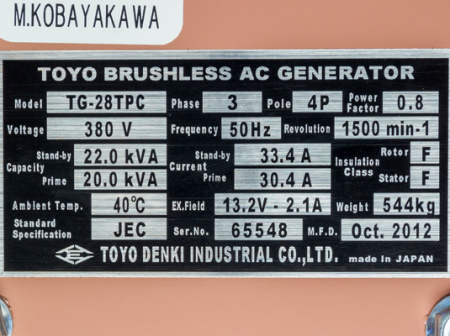 M.KOBAYAKAWA
TOYO BRUSHLESS AC GENERATOR
Model TG-28TPC Phase 3 Pole 4P Power Factor 0.8
Voltage 380 V Frequency 50Hz Revolution 1500 min-1
Capacity Stand-by 22.0 kVA Current Stand-by 33.4 A Insulation Class Rotor F
Prime 20.0 kVA Prime 30.4 A Stator F
Ambient Temp. 40℃ EX.Field 13.2V - 2.1A Weight 544kg
Standard Specification JEC Ser.No. 65548 M.F.D. Oct. 2012
TOYO DENKI INDUSTRIAL CO.,LTD. made in JAPAN